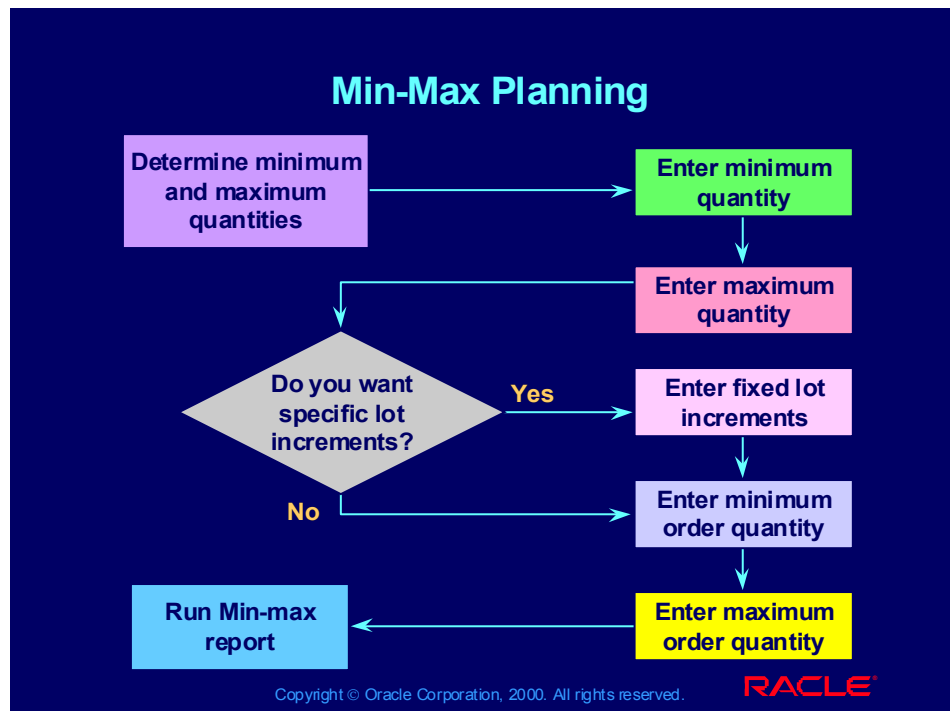 Min-Max Planning
Determine minimum
and maximum
quantities
Enter minimum
quantity
Enter maximum
quantity
Do you want
specific lot
increments?
Yes
Enter fixed lot
increments
No
Enter minimum
order quantity
Run Min-max
report
Enter maximum
order quantity
Copyright © Oracle Corporation, 2000. All rights reserved.
RACLE